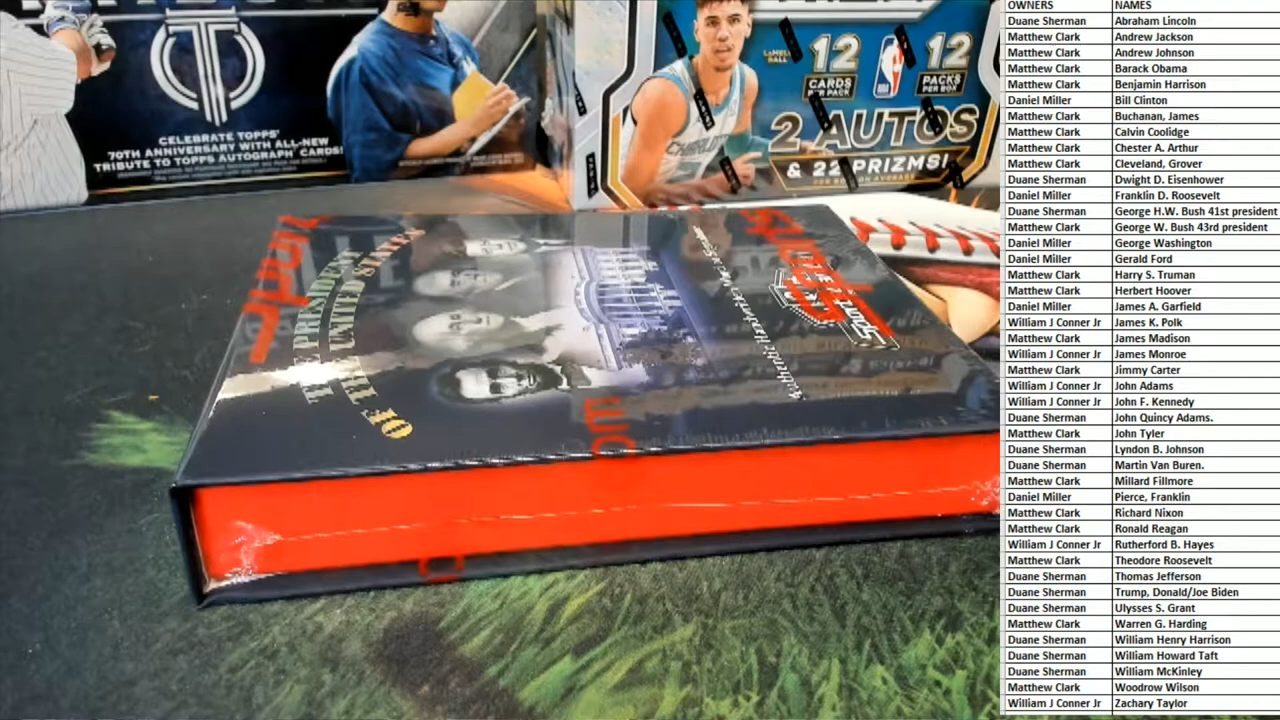 CELEBRATE TOPPS'
70TH ANNIVERSARY WITH ALL-NEW
TRIBUTE TO TOPPS AUTOGRAPH CARDS!
LAMELO
BALL
12
CARDS
PER PACK
12
PACKS
PER BOX
2 AUTOS
& 22 PRIZMS!
PER BOX ON AVERAGE
THE PRESIDENTS
OF THE UNITED STATES
OWNERS NAMES
Duane Sherman Abraham Lincoln
Matthew Clark Andrew Jackson
Matthew Clark Andrew Johnson
Matthew Clark Barack Obama
Matthew Clark Benjamin Harrison
Daniel Miller Bill Clinton
Matthew Clark Buchanan, James
Matthew Clark Calvin Coolidge
Matthew Clark Chester A. Arthur
Matthew Clark Cleveland, Grover
Duane Sherman Dwight D. Eisenhower
Daniel Miller Franklin D. Roosevelt
Duane Sherman George H.W. Bush 41st president
Matthew Clark George W. Bush 43rd president
Daniel Miller George Washington
Daniel Miller Gerald Ford
Matthew Clark Harry S. Truman
Matthew Clark Herbert Hoover
Daniel Miller James A. Garfield
William J Conner Jr James K. Polk
Matthew Clark James Madison
William J Conner Jr James Monroe
Matthew Clark Jimmy Carter
William J Conner Jr John Adams
William J Conner Jr John F. Kennedy
Duane Sherman John Quincy Adams.
Matthew Clark John Tyler
Duane Sherman Lyndon B. Johnson
Duane Sherman Martin Van Buren.
Matthew Clark Millard Fillmore
Daniel Miller Pierce, Franklin
Matthew Clark Richard Nixon
Matthew Clark Ronald Reagan
William J Conner Jr Rutherford B. Hayes
Matthew Clark Theodore Roosevelt
Duane Sherman Thomas Jefferson
Duane Sherman Trump, Donald/Joe Biden
Duane Sherman Ulysses S. Grant
Matthew Clark Warren G. Harding
Duane Sherman William Henry Harrison
Duane Sherman William Howard Taft
Duane Sherman William McKinley
Matthew Clark Woodrow Wilson
William J Conner Jr Zachary Taylor